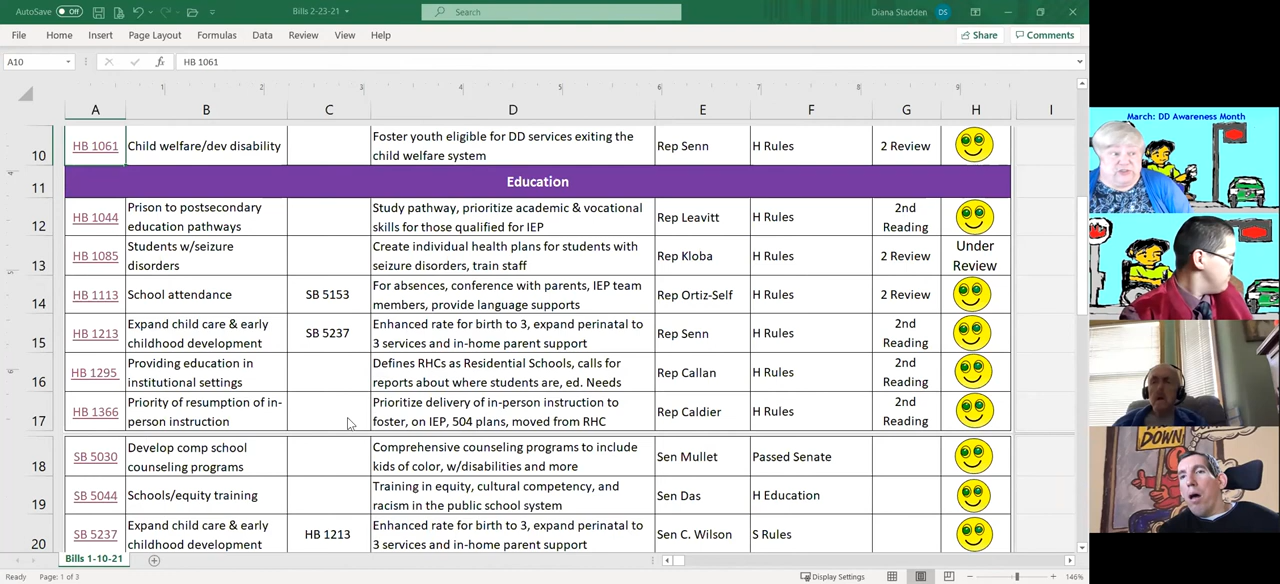 AutoSave Off Bills 2-23-21 Search Diana Stadden DS
File Home Insert Page Layout Formulas Data Review View Help Share Comments
A10 fx HB 1061
1 2 3 4 5 6 7 8 9
A B C D E F G H I
10 HB 1061 Child welfare/dev disability Foster youth eligible for DD services exiting the Rep Senn H Rules 2 Review
child welfare system
11 Education
12 HB 1044 Prison to postsecondary Study pathway, prioritize academic & vocational Rep Leavitt H Rules 2nd
education pathways skills for those qualified for IEP Reading
13 HB 1085 Students w/seizure Create individual health plans for students with Rep Kloba H Rules 2 Review Under
disorders seizure disorders, train staff Review
14 HB 1113 School attendance SB 5153 For absences, conference with parents, IEP team Rep Ortiz-Self H Rules 2 Review
members, provide language supports
15 HB 1213 Expand child care & early SB 5237 Enhanced rate for birth to 3, expand perinatal to Rep Senn H Rules 2nd
childhood development 3 services and in-home parent support Reading
16 HB 1295 Providing education in Defines RHCs as Residential Schools, calls for Rep Callan H Rules 2nd
institutional settings reports about where students are, ed. Needs Reading
17 HB 1366 Priority of resumption of in- Prioritize delivery of in-person instruction to Rep Caldier H Rules 2nd
person instruction foster, on IEP, 504 plans, moved from RHC Reading
18 SB 5030 Develop comp school Comprehensive counseling programs to include Sen Mullet Passed Senate
counseling programs kids of color, w/disabilities and more
19 SB 5044 Schools/equity training Training in equity, cultural competency, and Sen Das H Education
racism in the public school system
20 SB 5237 Expand child care & early HB 1213 Enhanced rate for birth to 3, expand perinatal to Sen C. Wilson S Rules
childhood development 3 services and in-home parent support
Bills 1-10-21
Ready Page: 1 of 3 Display Settings 146%
March: DD Awareness Month
DOWN